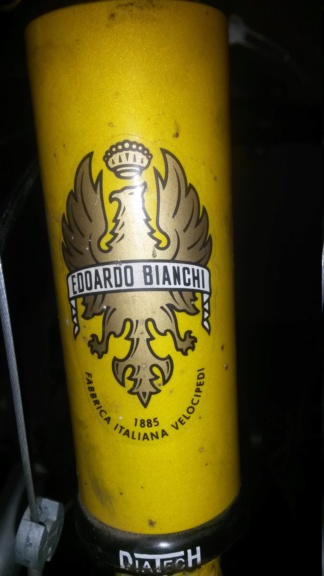 EDOARDO BIANCHI
1885
FABBRICA ITALIANA VELOCIPEDI
DIATECH